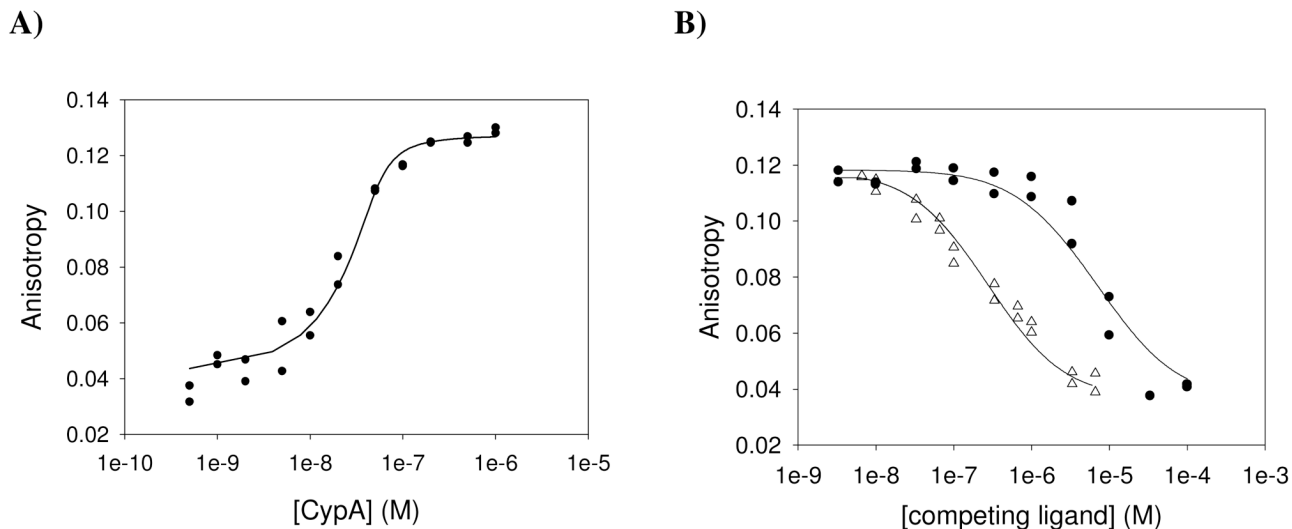 A)
B)
0.14
0.12
0.10
0.08
0.06
0.04
0.02
Anisotropy
1e-10 1e-9 1e-8 1e-7 1e-6 1e-5
[CypA] (M)
0.14
0.12
0.10
0.08
0.06
0.04
0.02
Anisotropy
1e-9 1e-8 1e-7 1e-6 1e-5 1e-4 1e-3
[competing ligand] (M)